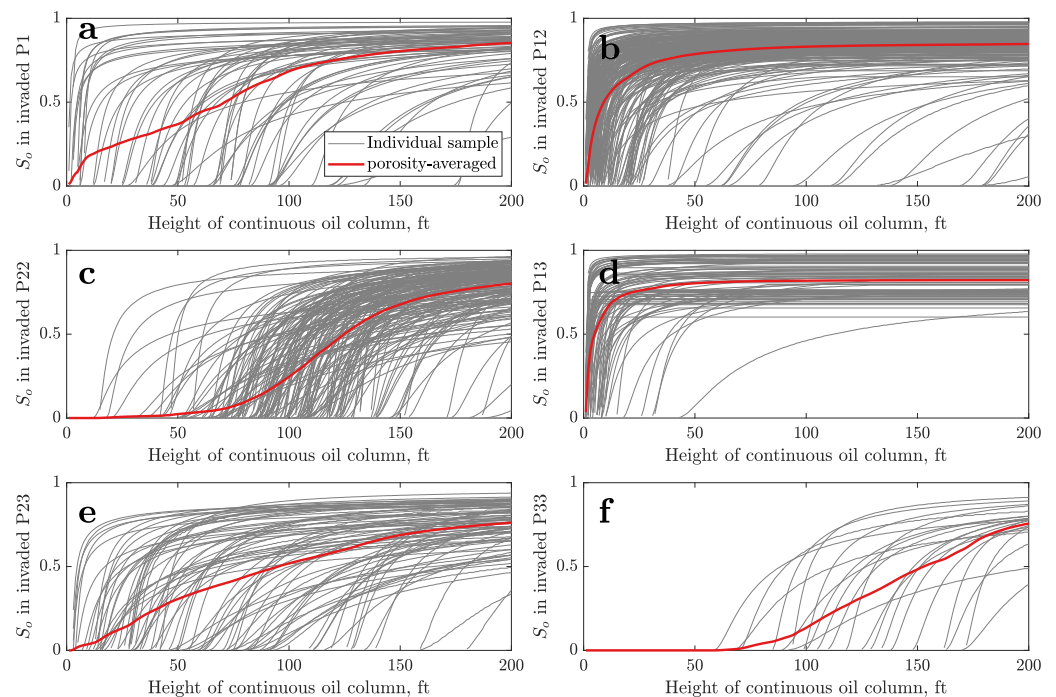 a
b
1
0.5
0
S_o in invaded P1
0 50 100 150 200
Height of continuous oil column, ft
Individual sample
porosity-averaged
1
0.5
0
S_o in invaded P12
0 50 100 150 200
Height of continuous oil column, ft
c
d
1
0.5
0
S_o in invaded P22
0 50 100 150 200
Height of continuous oil column, ft
1
0.5
0
S_o in invaded P13
0 50 100 150 200
Height of continuous oil column, ft
e
f
1
0.5
0
S_o in invaded P23
0 50 100 150 200
Height of continuous oil column, ft
1
0.5
0
S_o in invaded P33
0 50 100 150 200
Height of continuous oil column, ft